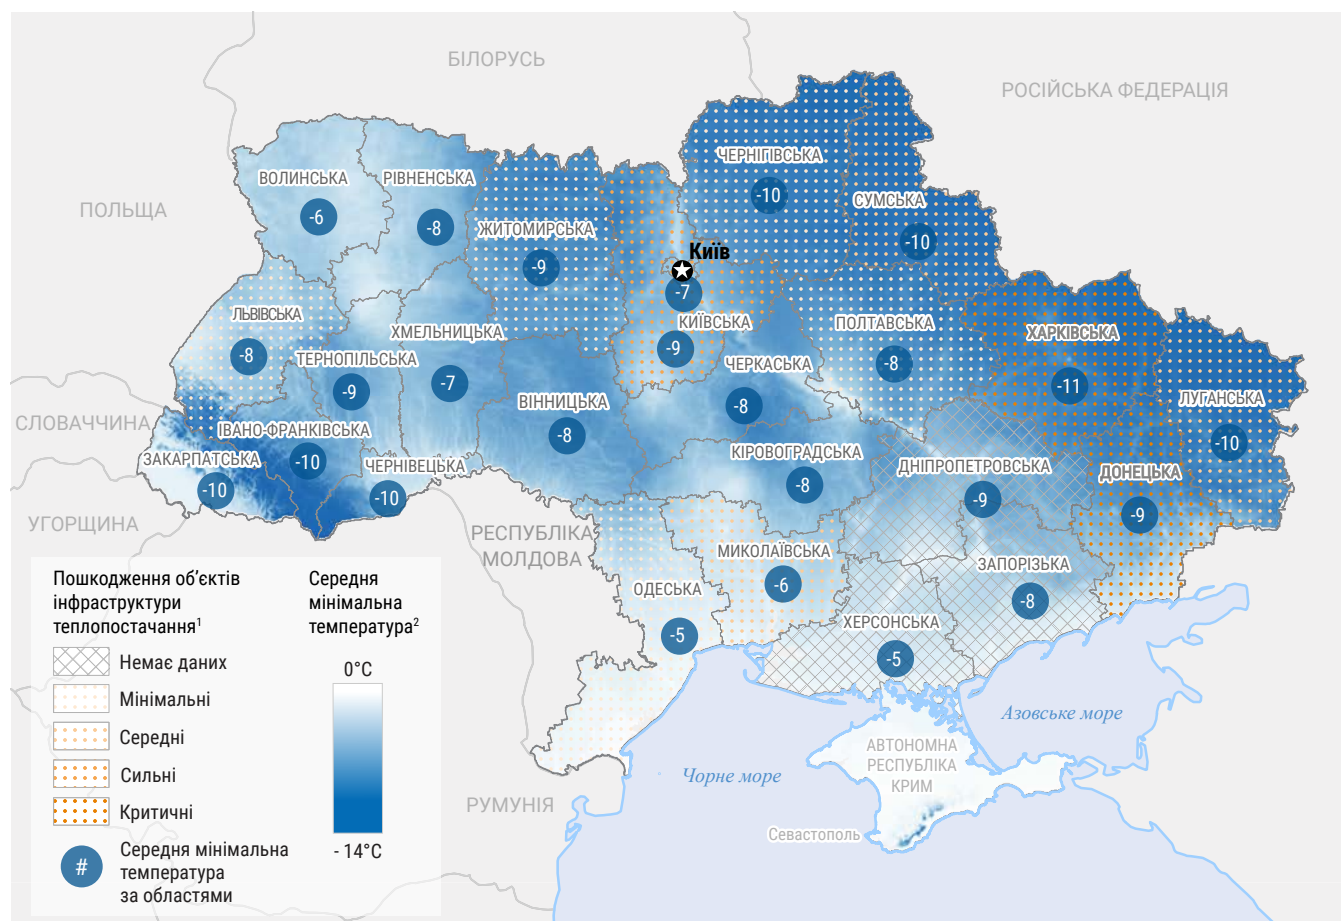 БІЛОРУСЬ
РОСІЙСЬКА ФЕДЕРАЦІЯ
ПОЛЬЩА
СЛОВАЧЧИНА
УГОРЩИНА
РЕСПУБЛІКА
МОЛДОВА
РУМУНІЯ
ВОЛИНСЬКА
-6
РІВНЕНСЬКА
-8
ЖИТОМИРСЬКА
-9
ЧЕРНІГІВСЬКА
-10
СУМСЬКА
-10
Київ
-7
КИЇВСЬКА
-9
ЛЬВІВСЬКА
-8
ТЕРНОПІЛЬСЬКА
-9
ХМЕЛЬНИЦЬКА
-7
ВІННИЦЬКА
-8
ЧЕРКАСЬКА
-8
ПОЛТАВСЬКА
-8
ХАРКІВСЬКА
-11
ЛУГАНСЬКА
-10
ІВАНО-ФРАНКІВСЬКА
-10
ЗАКАРПАТСЬКА
-10
ЧЕРНІВЕЦЬКА
-10
КІРОВОГРАДСЬКА
-8
ДНІПРОПЕТРОВСЬКА
-9
ДОНЕЦЬКА
-9
МИКОЛАЇВСЬКА
-6
ОДЕСЬКА
-5
ЗАПОРІЗЬКА
-8
ХЕРСОНСЬКА
-5
Азовське море
Чорне море
АВТОНОМНА
РЕСПУБЛІКА
КРИМ
Севастополь
Пошкодження об’єктів
інфраструктури
теплопостачання¹
Немає даних
Мінімальні
Середні
Сильні
Критичні
#
Середня мінімальна
температура
за областями
Середня
мінімальна
температура²
0°C
- 14°C